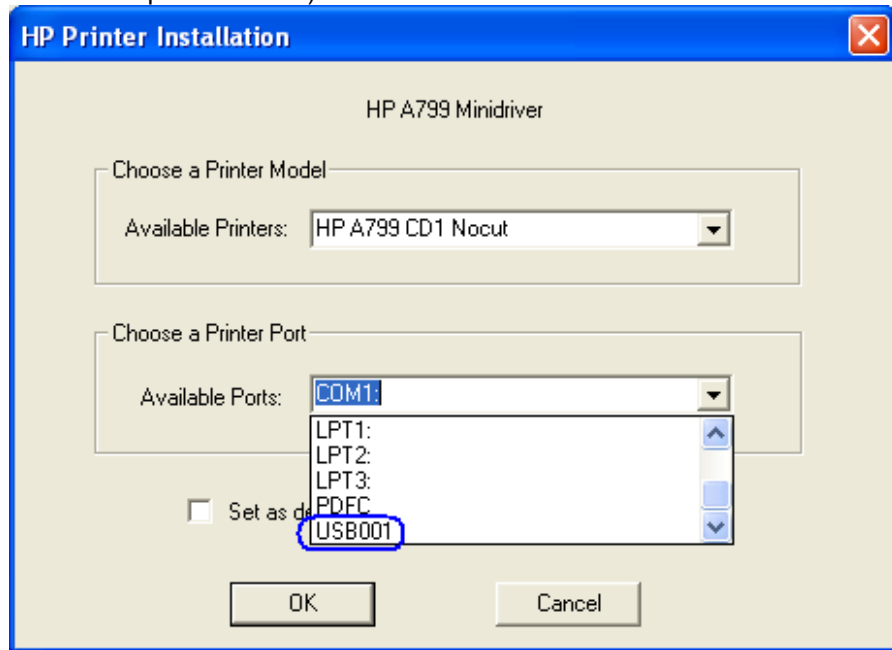 HP Printer Installation
HP A799 Minidriver
Choose a Printer Model
Available Printers: HP A799 CD1 Nocut
Choose a Printer Port
Available Ports: COM1:
LPT1:
LPT2:
LPT3:
PDFC
Set as
USB001
OK Cancel